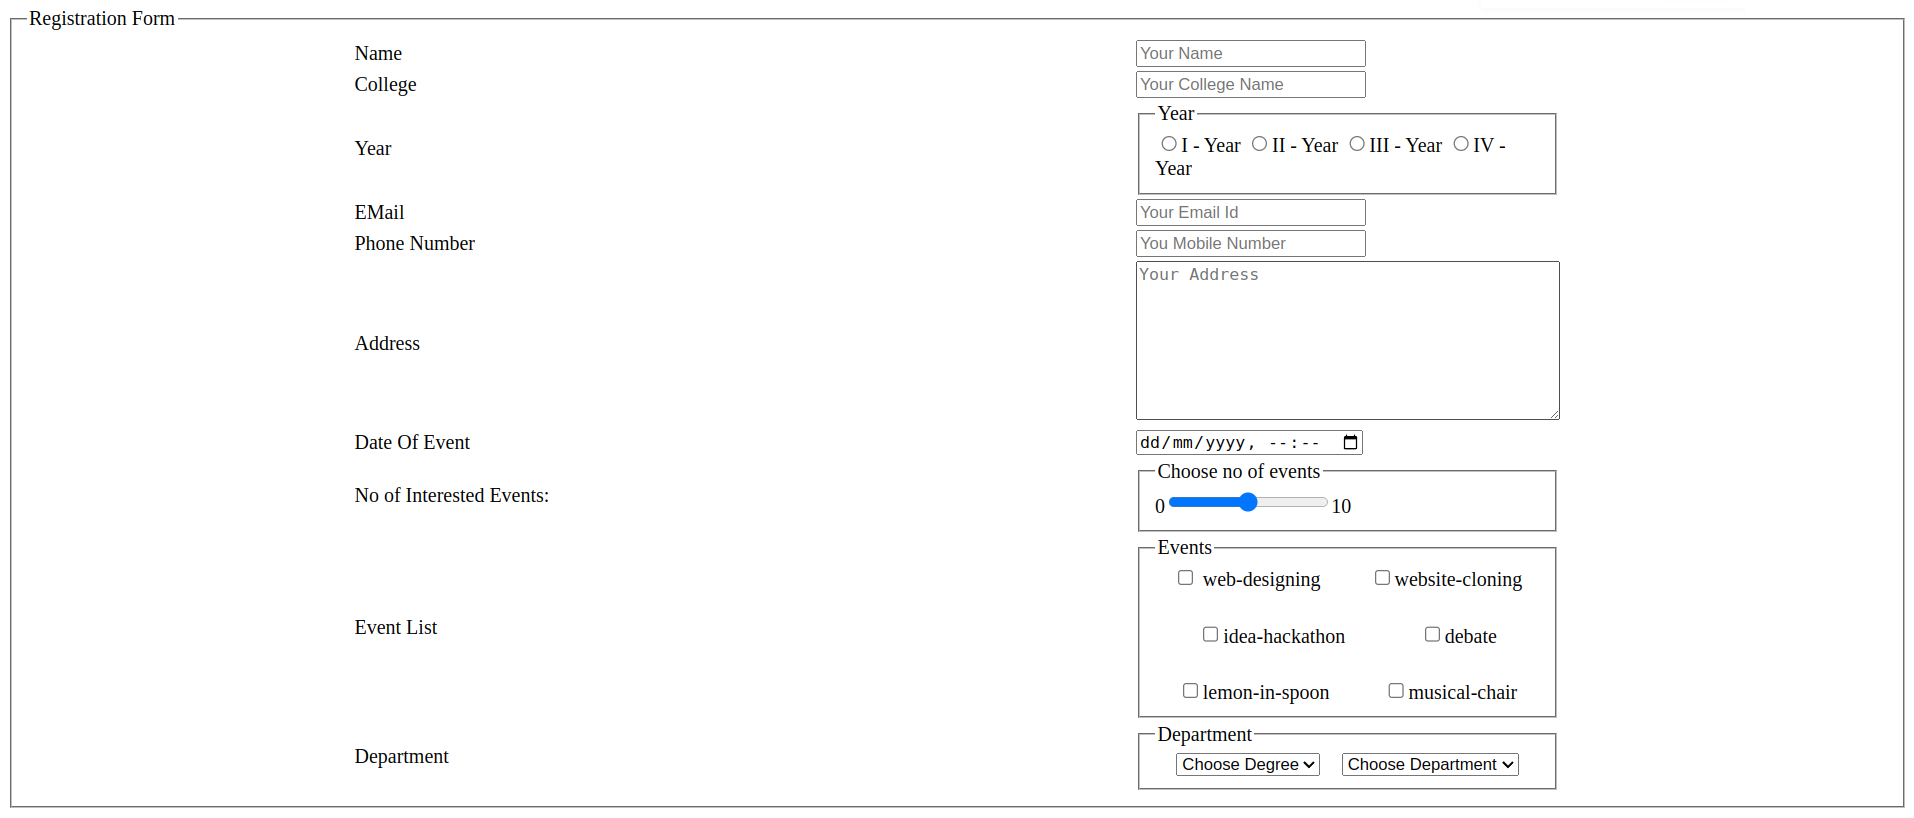 Registration Form
Name Your Name
College Your College Name
Year
Year I - Year II - Year III - Year IV -
Year
EMail Your Email Id
Phone Number You Mobile Number
Your Address
Address
Date Of Event dd/mm/yyyy, --:--
Choose no of events
No of Interested Events: 0 10
Events
web-designing website-cloning
Event List idea-hackathon debate
lemon-in-spoon musical-chair
Department
Department Choose Degree Choose Department